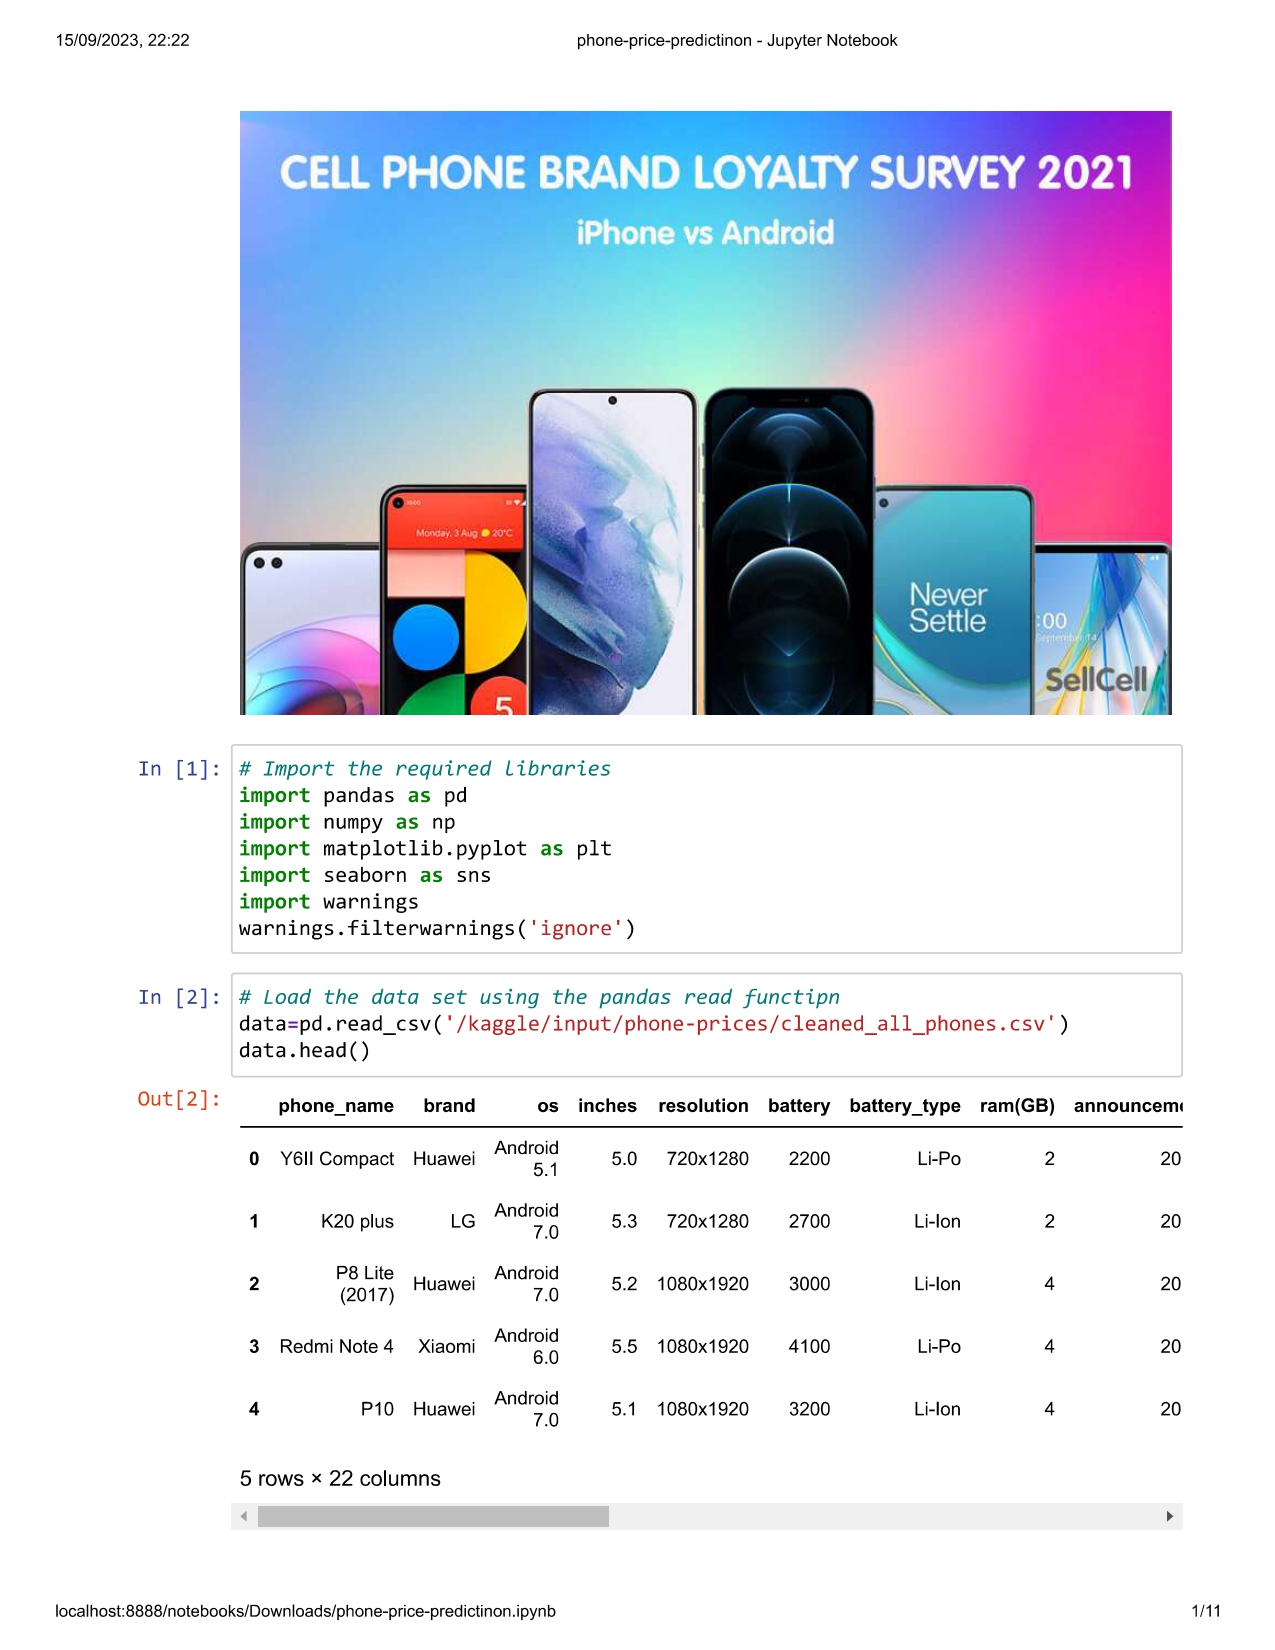 15/09/2023, 22:22 phone-price-predictinon - Jupyter Notebook
CELL PHONE BRAND LOYALTY SURVEY 2021
iPhone vs Android
10:00
Monday, 3 Aug 20°C
Never
Settle
:00
September 14
SellCell
5
In [1]: # Import the required libraries
import pandas as pd
import numpy as np
import matplotlib.pyplot as plt
import seaborn as sns
import warnings
warnings.filterwarnings('ignore')
In [2]: # Load the data set using the pandas read functipn
data=pd.read_csv('/kaggle/input/phone-prices/cleaned_all_phones.csv')
data.head()
Out[2]: phone_name brand os inches resolution battery battery_type ram(GB) announceme
0 Y6II Compact Huawei Android 5.1 5.0 720x1280 2200 Li-Po 2 20
1 K20 plus LG Android 7.0 5.3 720x1280 2700 Li-Ion 2 20
2 P8 Lite (2017) Huawei Android 7.0 5.2 1080x1920 3000 Li-Ion 4 20
3 Redmi Note 4 Xiaomi Android 6.0 5.5 1080x1920 4100 Li-Po 4 20
4 P10 Huawei Android 7.0 5.1 1080x1920 3200 Li-Ion 4 20
5 rows × 22 columns
localhost:8888/notebooks/Downloads/phone-price-predictinon.ipynb 1/11